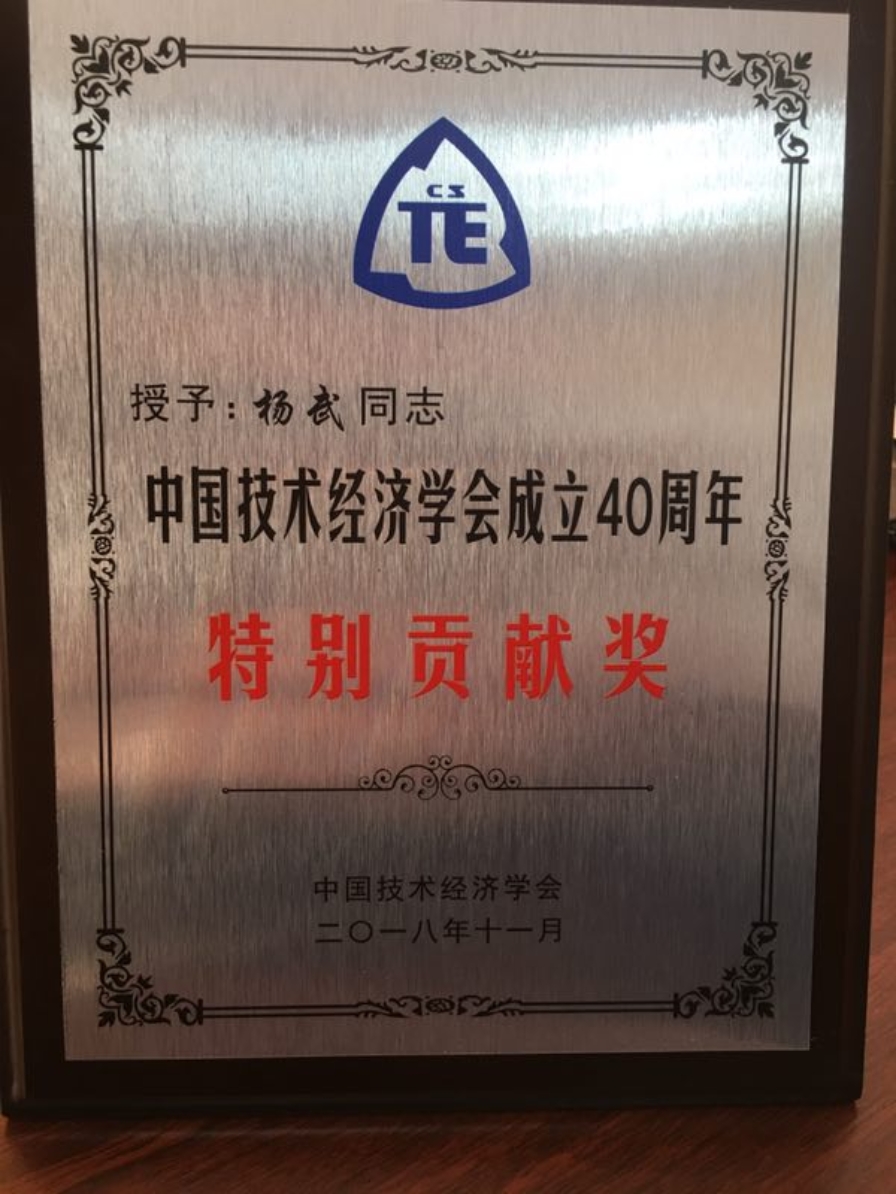 CS
TE
授予：杨武同志
中国技术经济学会成立40周年
特别贡献奖
中国技术经济学会
二〇一八年十一月